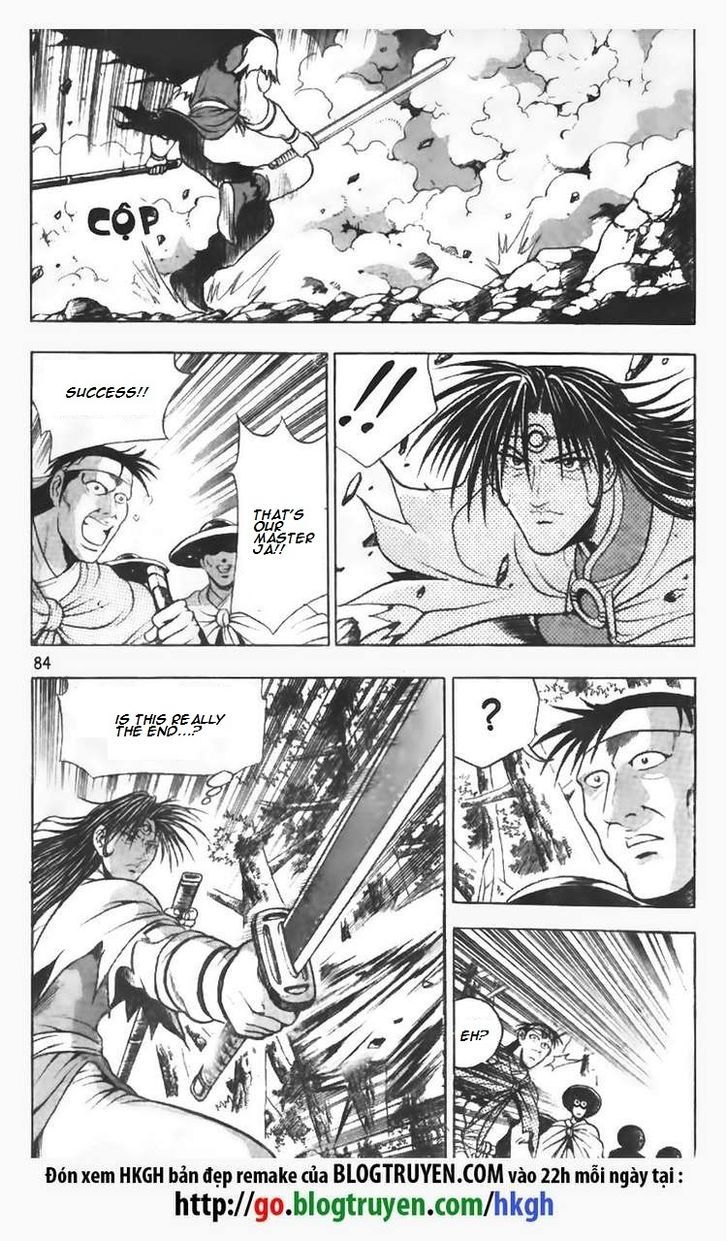 CỘP
SUCCESS!!
THAT'S
OUR
MASTER
JA!!
!!
84
IS THIS REALLY
THE END...?
?
EH?
Đón xem HKGH bản đẹp remake của BLOGTRUYEN.COM vào 22h mỗi ngày tại :
http://go.blogtruyen.com/hkgh